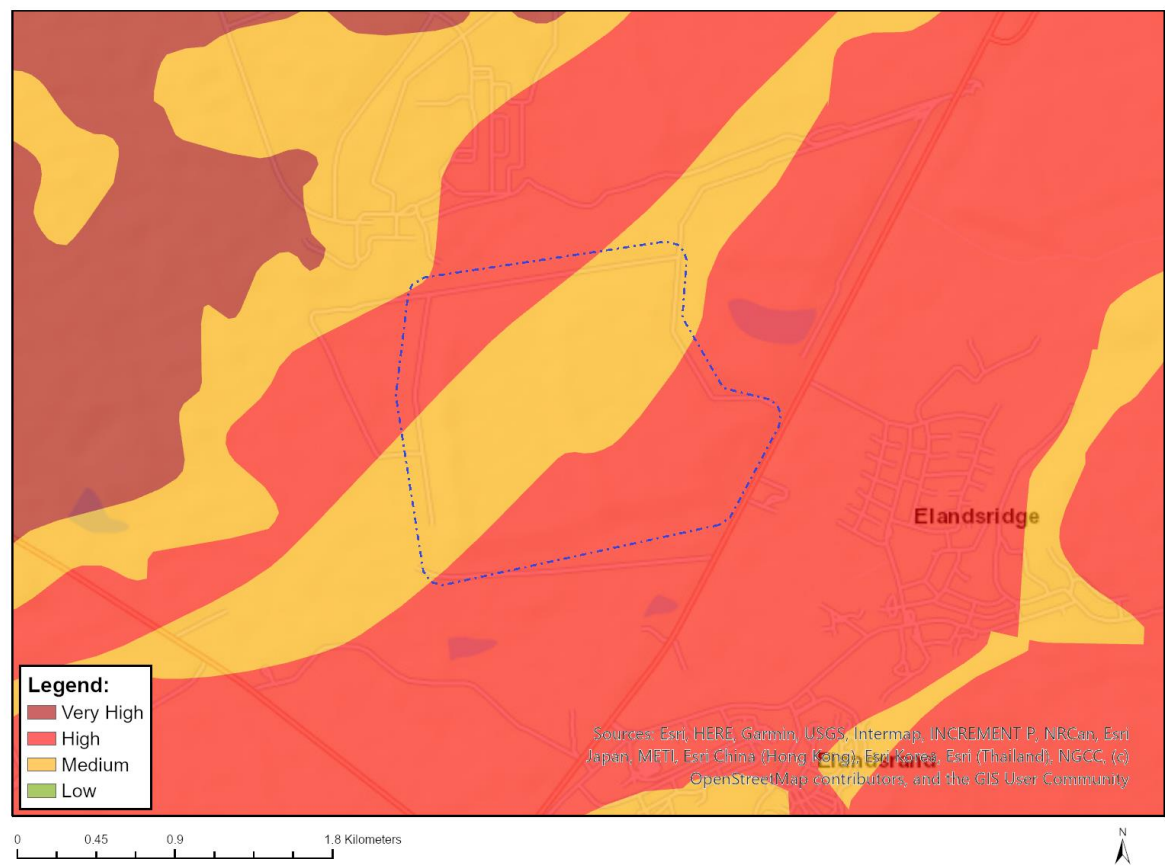 Elandsridge
Legend:
Very High
High
Medium
Low
Sources: Esri, HERE, Garmin, USGS, Intermap, INCREMENT P, NRCan, Esri
Japan, METI, Esri China (Hong Kong), Esri Korea, Esri (Thailand), NGCC, (c)
OpenStreetMap contributors, and the GIS User Community
0 0.45 0.9 1.8 Kilometers
N